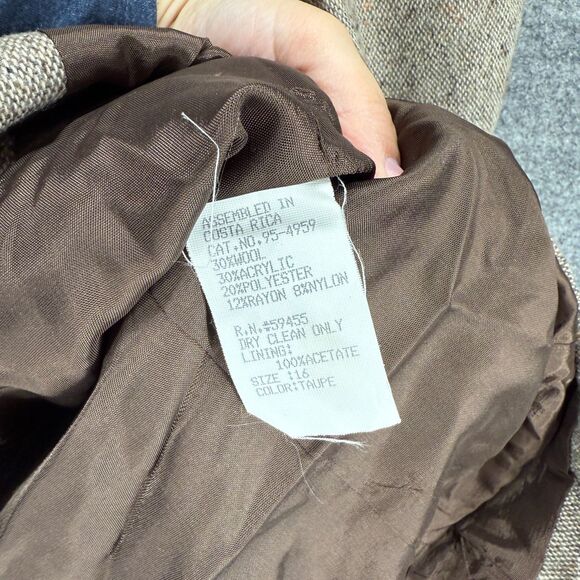 ASSEMBLED IN
COSTA RICA
CAT.NO.95-4959
30%WOOL
30%ACRYLIC
20%POLYESTER
12%RAYON 8%NYLON
R.N.#59455
DRY CLEAN ONLY
LINING:
100%ACETATE
SIZE :16
COLOR:TAUPE